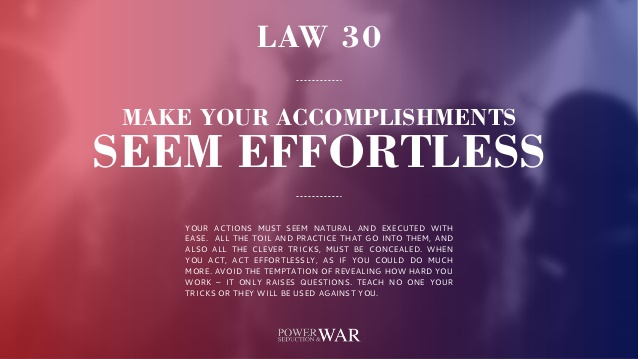 LAW 30
MAKE YOUR ACCOMPLISHMENTS
SEEM EFFORTLESS
YOUR ACTIONS MUST SEEM NATURAL AND EXECUTED WITH
EASE. ALL THE TOIL AND PRACTICE THAT GO INTO THEM, AND
ALSO ALL THE CLEVER TRICKS, MUST BE CONCEALED. WHEN
YOU ACT, ACT EFFORTLESSLY, AS IF YOU COULD DO MUCH
MORE. AVOID THE TEMPTATION OF REVEALING HOW HARD YOU
WORK – IT ONLY RAISES QUESTIONS. TEACH NO ONE YOUR
TRICKS OR THEY WILL BE USED AGAINST YOU.
POWER
SEDUCTION & WAR